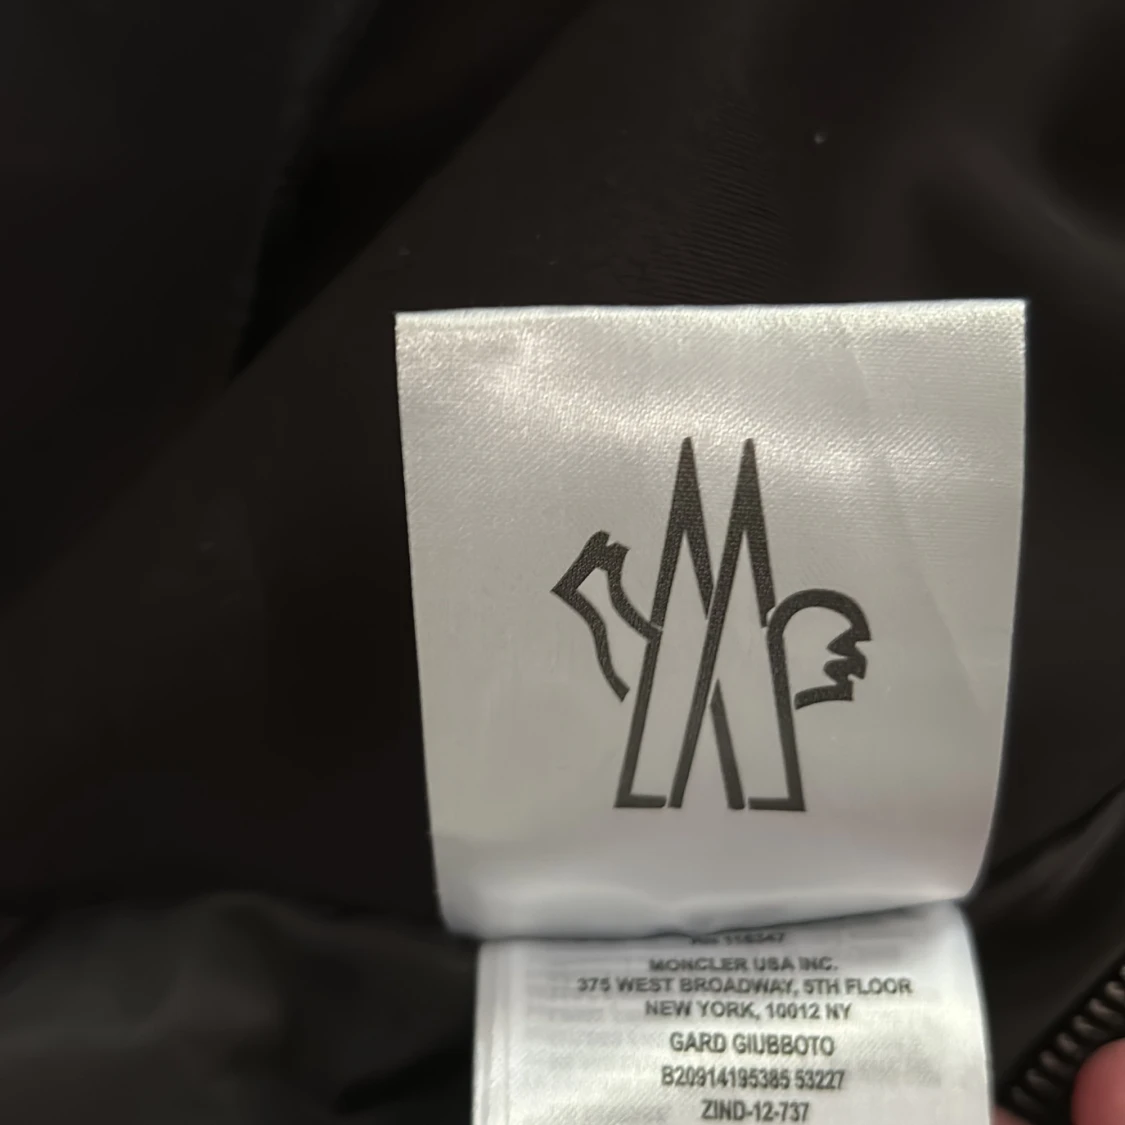 MONCLER USA INC.
375 WEST BROADWAY, 5TH FLOOR
NEW YORK, 10012 NY
GARD GIUBBOTO
B20914195385 53227
ZIND-12-737